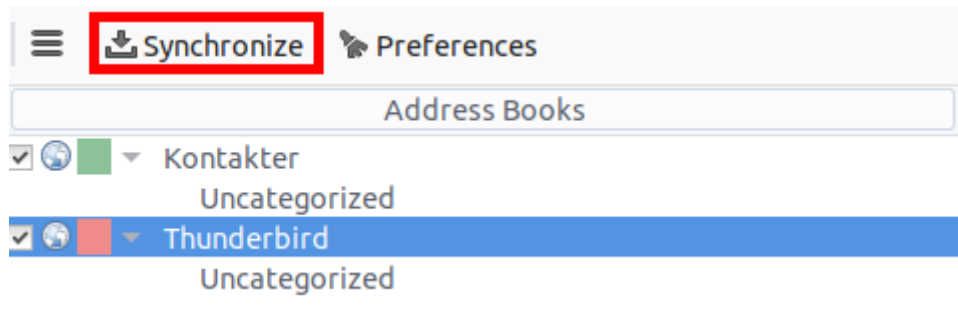 Synchronize Preferences
Address Books
Kontakter
Uncategorized
Thunderbird
Uncategorized